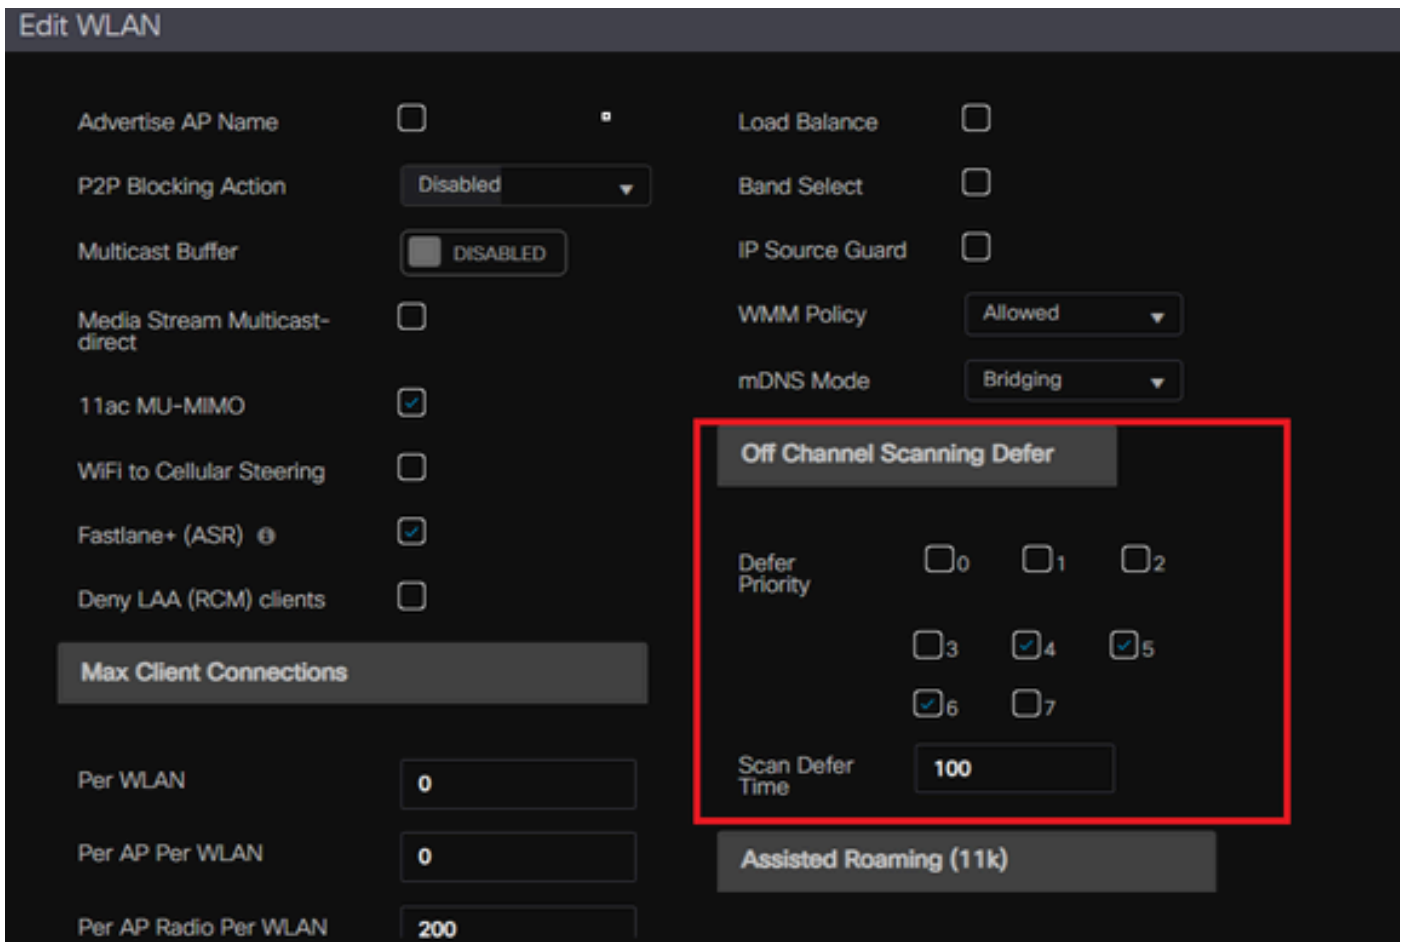 Edit WLAN
Advertise AP Name
P2P Blocking Action
Disabled
Multicast Buffer
DISABLED
Media Stream Multicast-
direct
11ac MU-MIMO
WiFi to Cellular Steering
Fastlane+ (ASR)
Deny LAA (RCM) clients
Max Client Connections
Per WLAN
0
Per AP Per WLAN
0
Per AP Radio Per WLAN
200
Load Balance
Band Select
IP Source Guard
WMM Policy
Allowed
mDNS Mode
Bridging
Off Channel Scanning Defer
Defer
Priority
0 1 2
3 4 5
6 7
Scan Defer
Time
100
Assisted Roaming (11k)